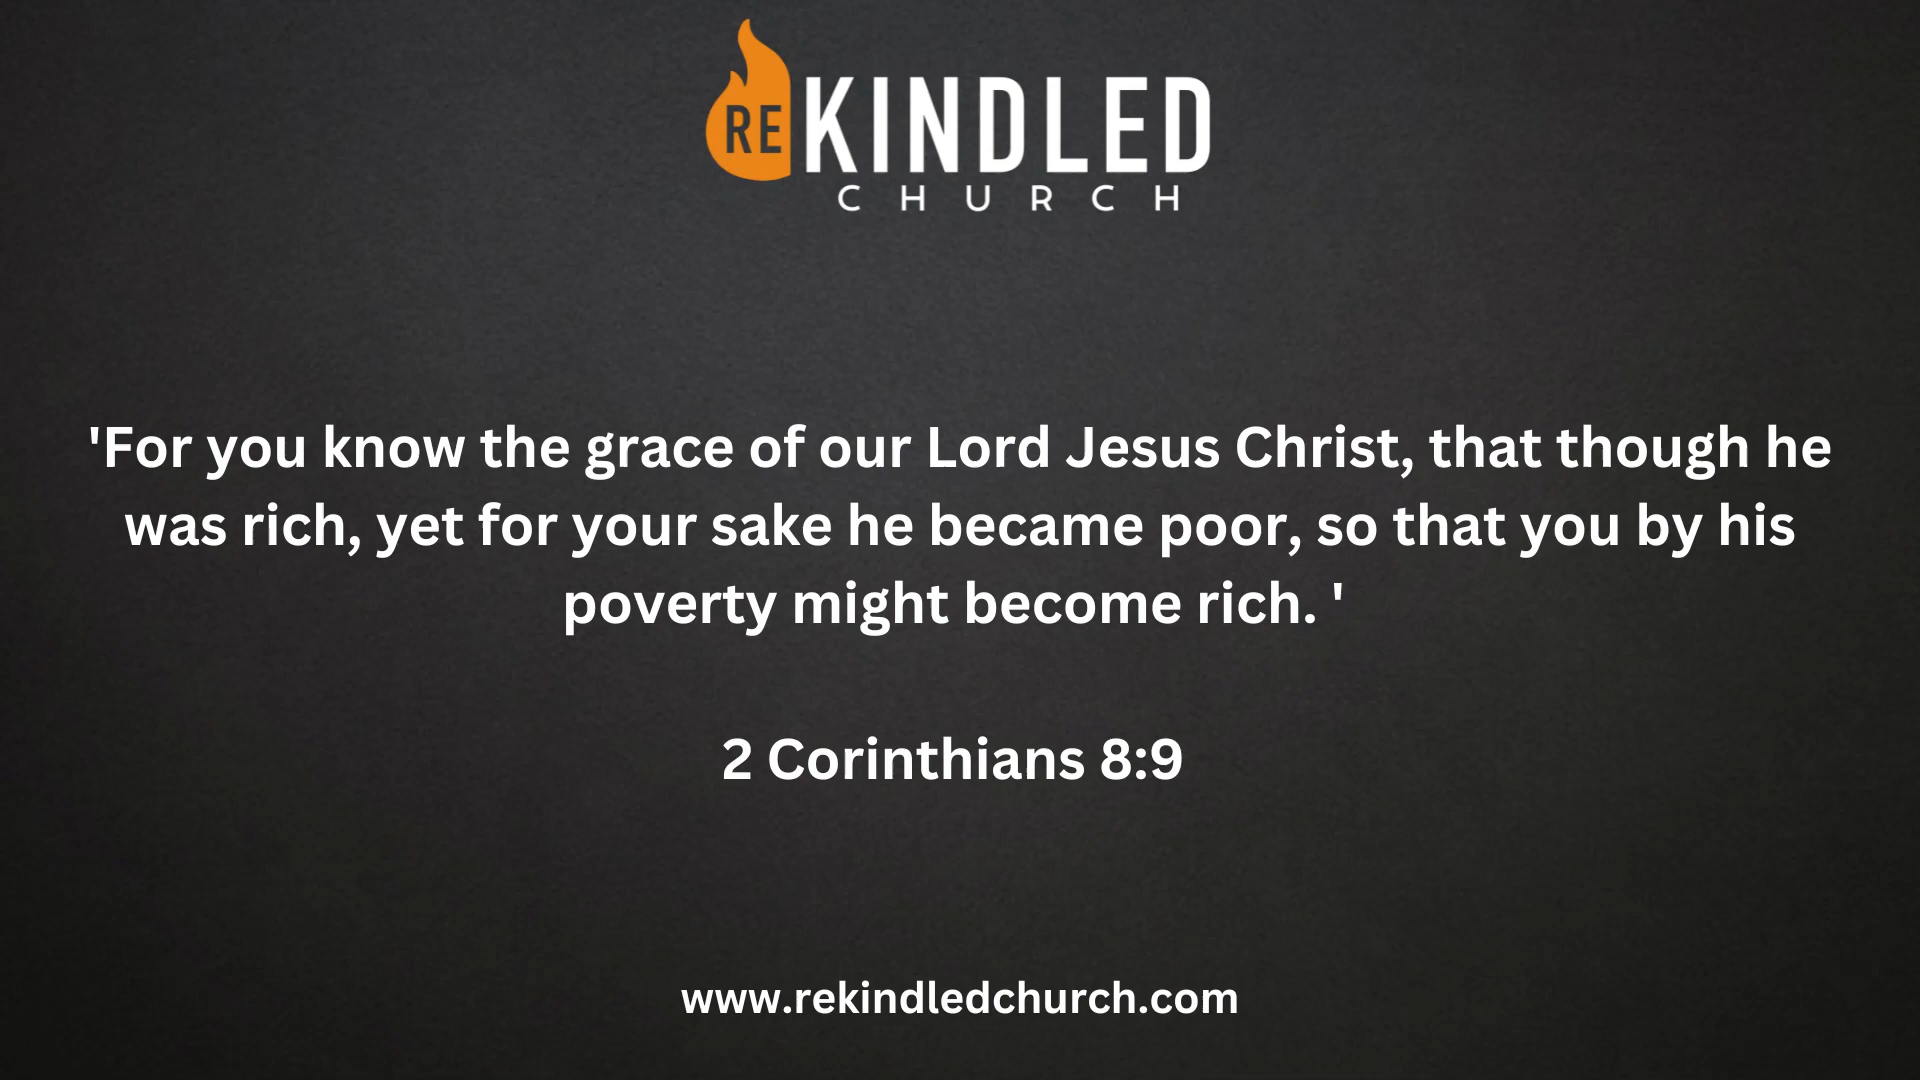 REKINDLED
CHURCH
'For you know the grace of our Lord Jesus Christ, that though he
was rich, yet for your sake he became poor, so that you by his
poverty might become rich. '
2 Corinthians 8:9
www.rekindledchurch.com